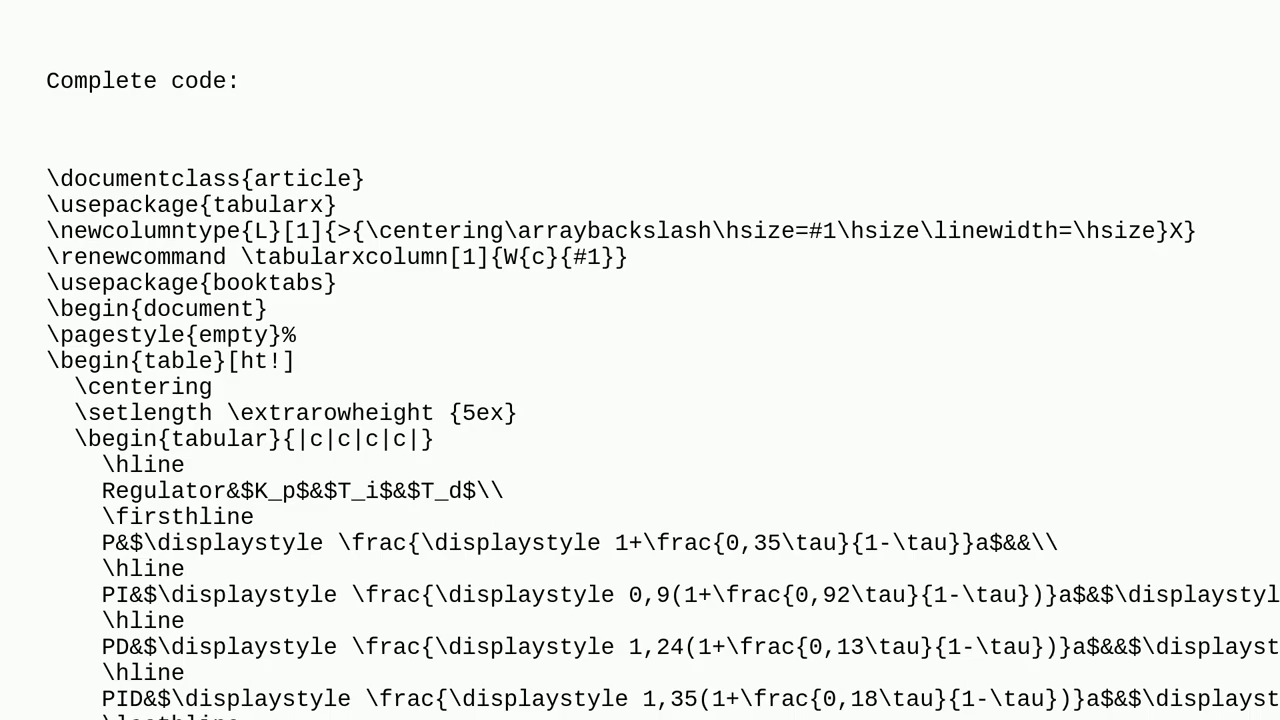 Complete code:
\documentclass{article}
\usepackage{tabularx}
\newcolumntype{L}[1]{>{\centering\arraybackslash\hsize=#1\hsize\linewidth=\hsize}X}
\renewcommand \tabularxcolumn[1]{W{c}{#1}}
\usepackage{booktabs}
\begin{document}
\pagestyle{empty}%
\begin{table}[ht!]
  \centering
  \setlength \extrarowheight {5ex}
  \begin{tabular}{|c|c|c|c|}
    \hline
    Regulator&$K_p$&$T_i$&$T_d$\\
    \firsthline
    P&$\displaystyle \frac{\displaystyle 1+\frac{0,35\tau}{1-\tau}}a$&&\\
    \hline
    PI&$\displaystyle \frac{\displaystyle 0,9(1+\frac{0,92\tau}{1-\tau})}a$&$\displaystyl
    \hline
    PD&$\displaystyle \frac{\displaystyle 1,24(1+\frac{0,13\tau}{1-\tau})}a$&&$\displayst
    \hline
    PID&$\displaystyle \frac{\displaystyle 1,35(1+\frac{0,18\tau}{1-\tau})}a$&$\displayst